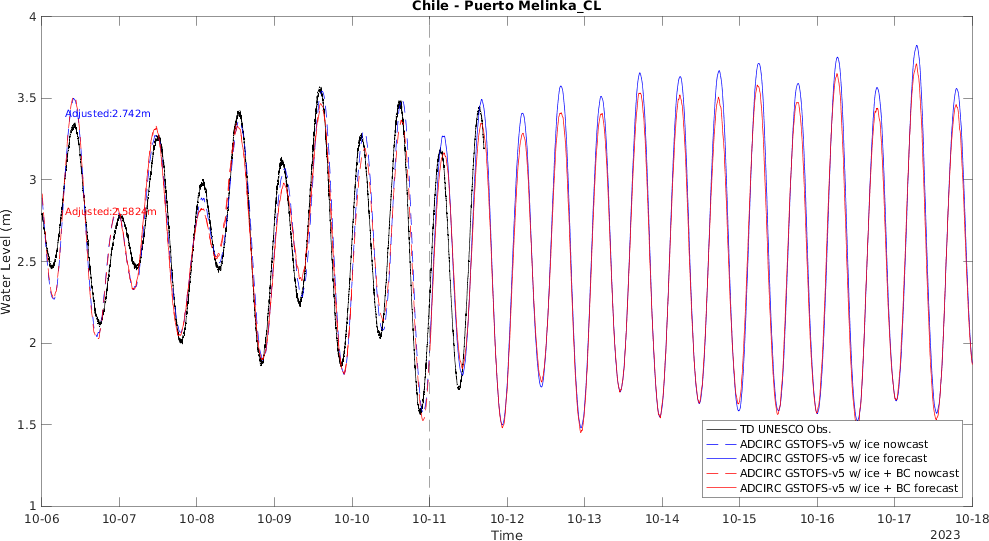 Chile - Puerto Melinka_CL
4
3.5
3
2.5
2
1.5
1
Water Level (m)
Adjusted:2.742m
Adjusted:2.5824m
TD UNESCO Obs.
ADCIRC GSTOFS-v5 w/ ice nowcast
ADCIRC GSTOFS-v5 w/ ice forecast
ADCIRC GSTOFS-v5 w/ ice + BC nowcast
ADCIRC GSTOFS-v5 w/ ice + BC forecast
10-06 10-07 10-08 10-09 10-10 10-11 10-12 10-13 10-14 10-15 10-16 10-17 10-18
Time
2023